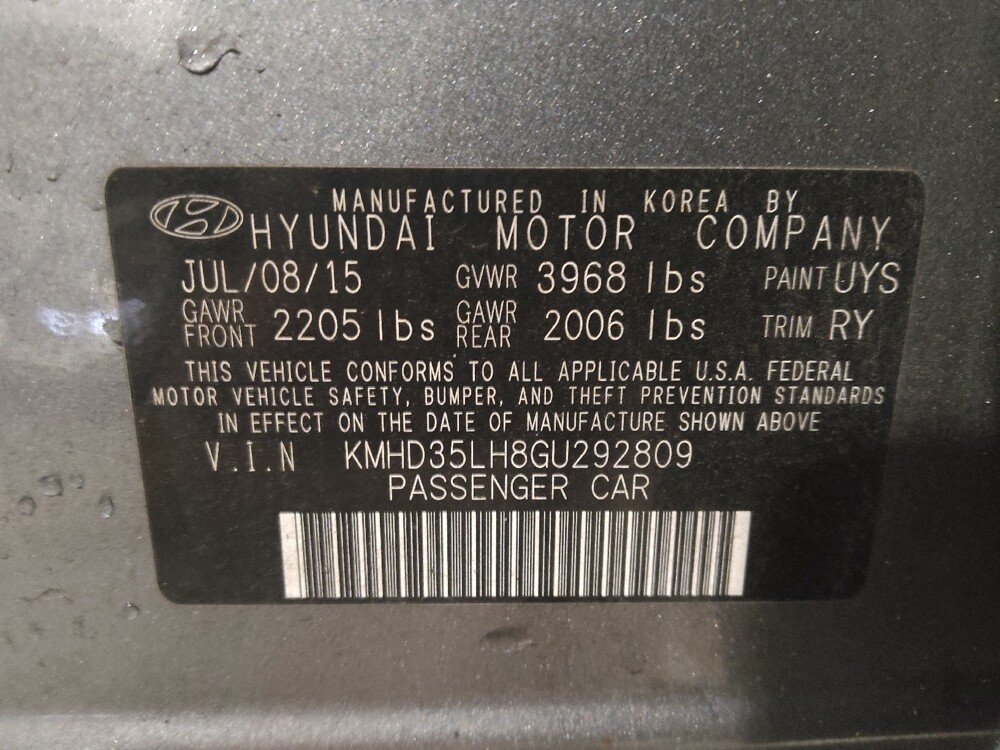 MANUFACTURED IN KOREA BY
HYUNDAI MOTOR COMPANY
JUL/08/15 GVWR 3968 lbs PAINT UYS
GAWR FRONT 2205 lbs GAWR REAR 2006 lbs TRIM RY
THIS VEHICLE CONFORMS TO ALL APPLICABLE U.S.A. FEDERAL
MOTOR VEHICLE SAFETY, BUMPER, AND THEFT PREVENTION STANDARDS
IN EFFECT ON THE DATE OF MANUFACTURE SHOWN ABOVE
V.I.N KMHD35LH8GU292809
PASSENGER CAR